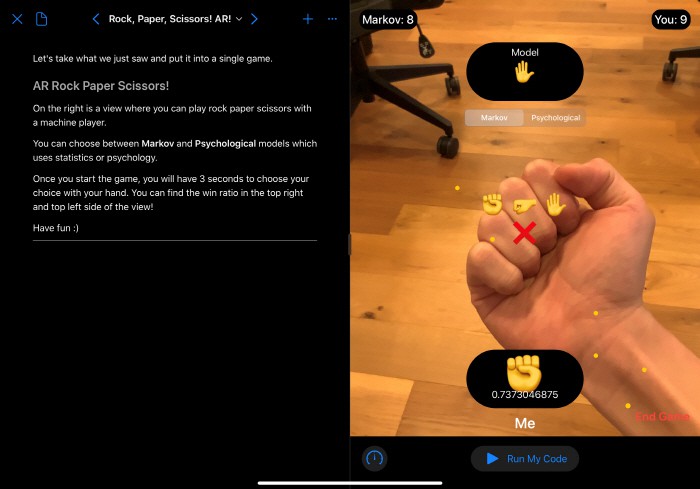 Rock, Paper, Scissors! AR!
Let's take what we just saw and put it into a single game.
AR Rock Paper Scissors!
On the right is a view where you can play rock paper scissors with
a machine player.
You can choose between Markov and Psychological models which
uses statistics or psychology.
Once you start the game, you will have 3 seconds to choose your
choice with your hand. You can find the win ratio in the top right
and top left side of the view!
Have fun :)
Markov: 8
You: 9
Model
Markov
Psychological
0.7373046875
Me
End Game
Run My Code